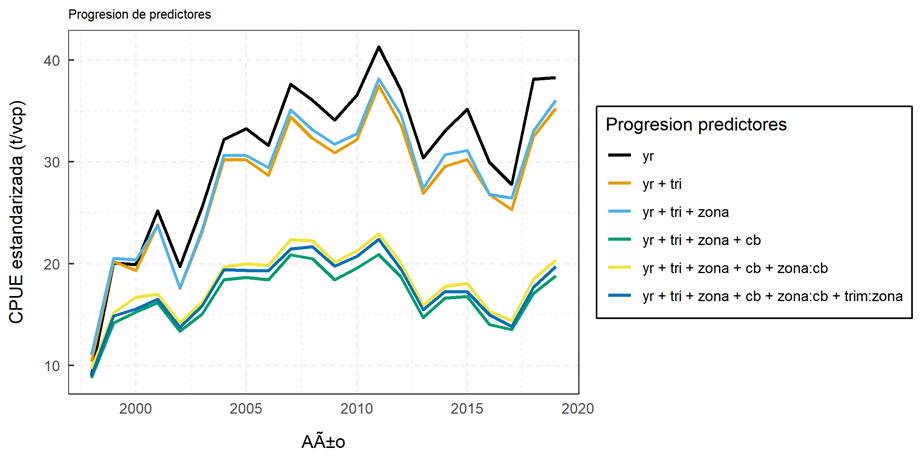 Progresion de predictores
CPUE estandarizada (t/vcp)
40
30
20
10
2000
2005
2010
2015
2020
AÃ±o
Progresion predictores
yr
yr + tri
yr + tri + zona
yr + tri + zona + cb
yr + tri + zona + cb + zona:cb
yr + tri + zona + cb + zona:cb + trim:zona